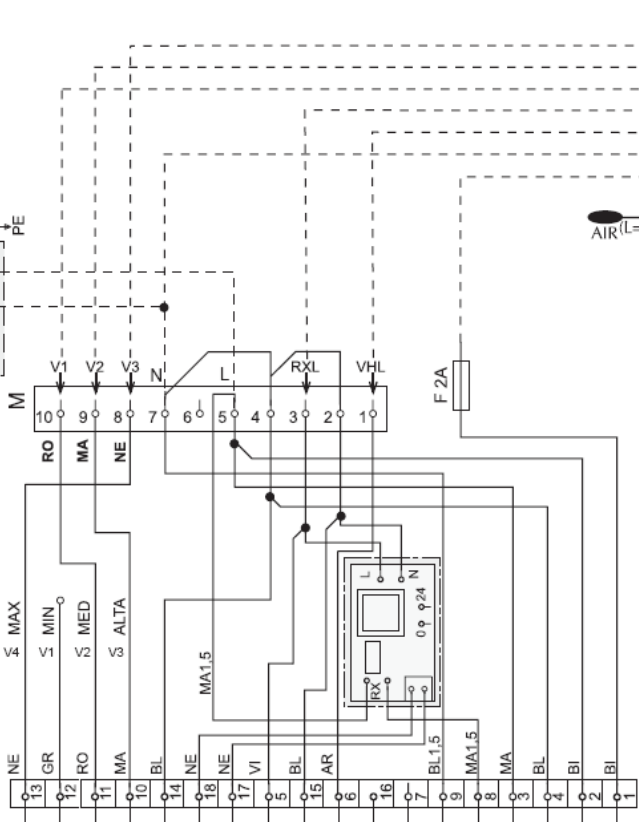 PE
AIR(L=
V1 V2 V3 N L RXL VHL
F 2A
M
10 9 8 7 6 5 4 3 2 1
RO MA NE
L N
24
0
RX
MAX MIN MED ALTA
V4 V1 V2 V3
MA1,5
NE GR RO MA BL NE NE VI BL AR BL1,5 MA1,5 MA BL BI BI
13 12 11 10 14 18 17 5 15 6 16 7 9 8 3 4 2 1